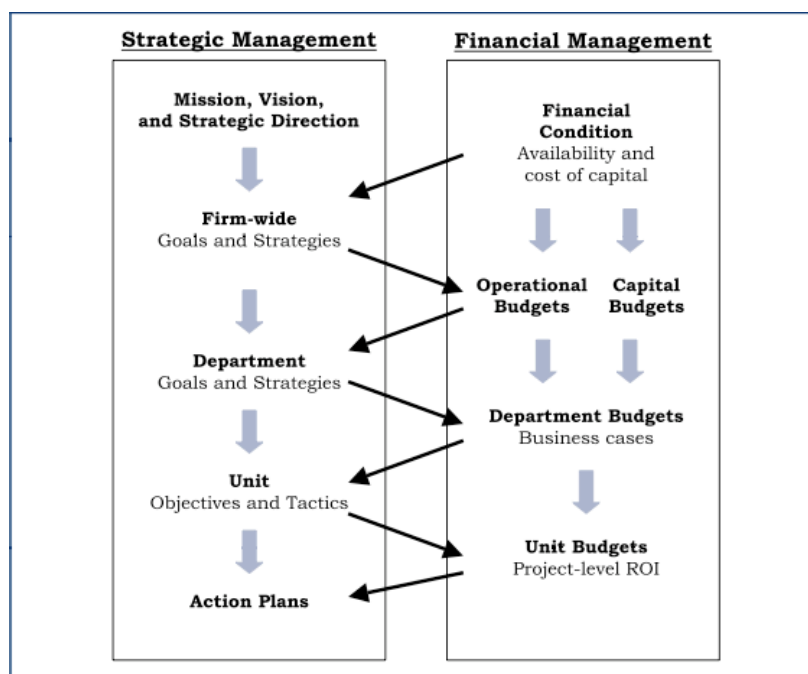 Strategic Management
Mission, Vision,
and Strategic Direction
Firm-wide
Goals and Strategies
Department
Goals and Strategies
Unit
Objectives and Tactics
Action Plans
Financial Management
Financial
Condition
Availability and
cost of capital
Operational
Budgets
Capital
Budgets
Department Budgets
Business cases
Unit Budgets
Project-level ROI